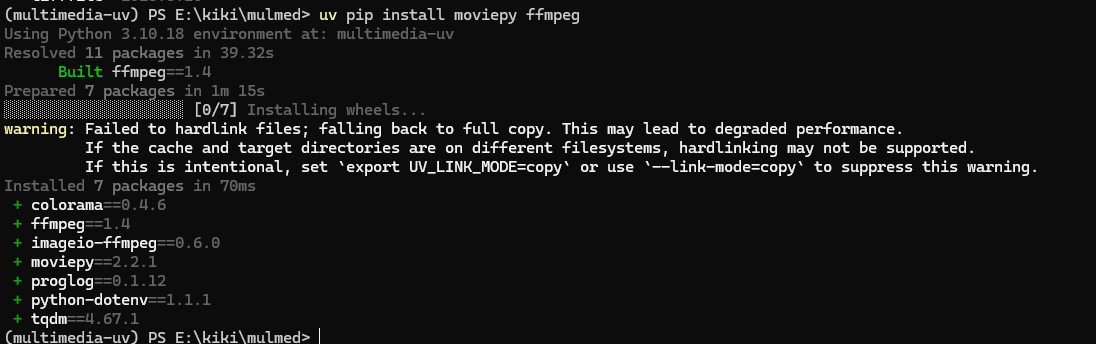 (multimedia-uv) PS E:\kiki\mulmed> uv pip install moviepy ffmpeg
Using Python 3.10.18 environment at: multimedia-uv
Resolved 11 packages in 39.32s
      Built ffmpeg==1.4
Prepared 7 packages in 1m 15s
░░░░░░░░░░░░░░░░░░░░ [0/7] Installing wheels...
warning: Failed to hardlink files; falling back to full copy. This may lead to degraded performance.
         If the cache and target directories are on different filesystems, hardlinking may not be supported.
         If this is intentional, set `export UV_LINK_MODE=copy` or use `--link-mode=copy` to suppress this warning.
Installed 7 packages in 70ms
 + colorama==0.4.6
 + ffmpeg==1.4
 + imageio-ffmpeg==0.6.0
 + moviepy==2.2.1
 + proglog==0.1.12
 + python-dotenv==1.1.1
 + tqdm==4.67.1
(multimedia-uv) PS E:\kiki\mulmed>